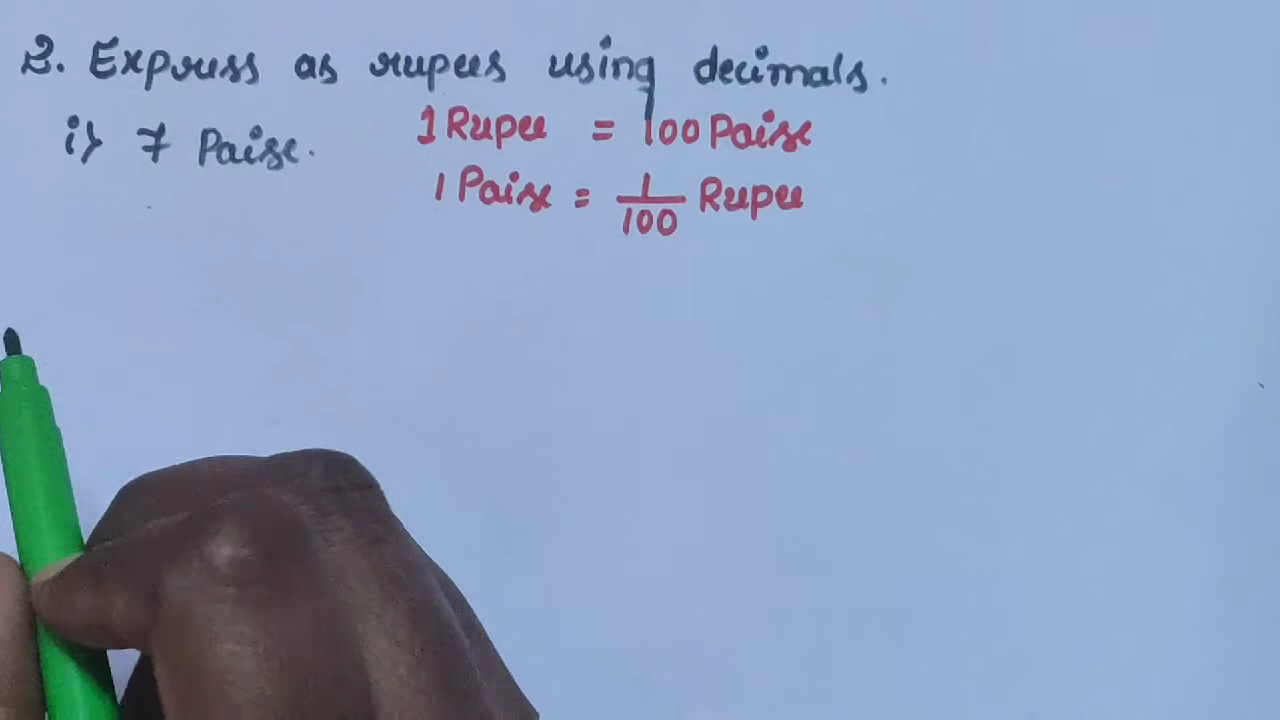 2. Express as rupees using decimals.
i) 7 Paise.
1 Rupee = 100 Paise
1 Paise = 1/100 Rupee